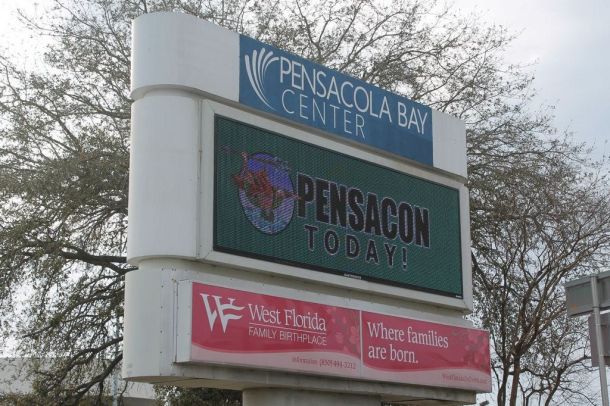 PENSACOLA BAY
CENTER
PENSACON
TODAY!
West Florida
FAMILY BIRTHPLACE
Where families
are born.